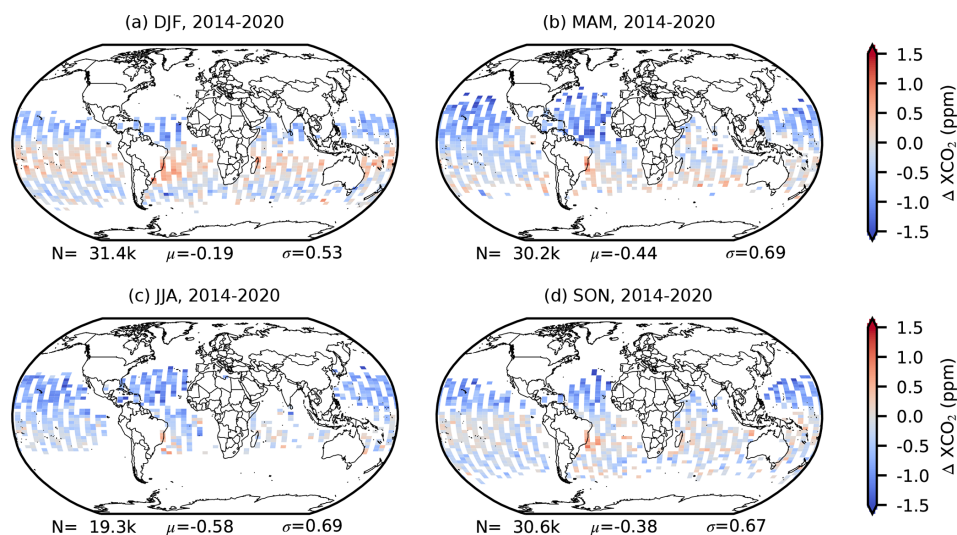 (a) DJF, 2014-2020
(b) MAM, 2014-2020
1.5
1.0
0.5
0.0
-0.5
-1.0
-1.5
Δ XCO₂ (ppm)
N= 31.4k μ=-0.19 σ=0.53
N= 30.2k μ=-0.44 σ=0.69
(c) JJA, 2014-2020
(d) SON, 2014-2020
1.5
1.0
0.5
0.0
-0.5
-1.0
-1.5
Δ XCO₂ (ppm)
N= 19.3k μ=-0.58 σ=0.69
N= 30.6k μ=-0.38 σ=0.67